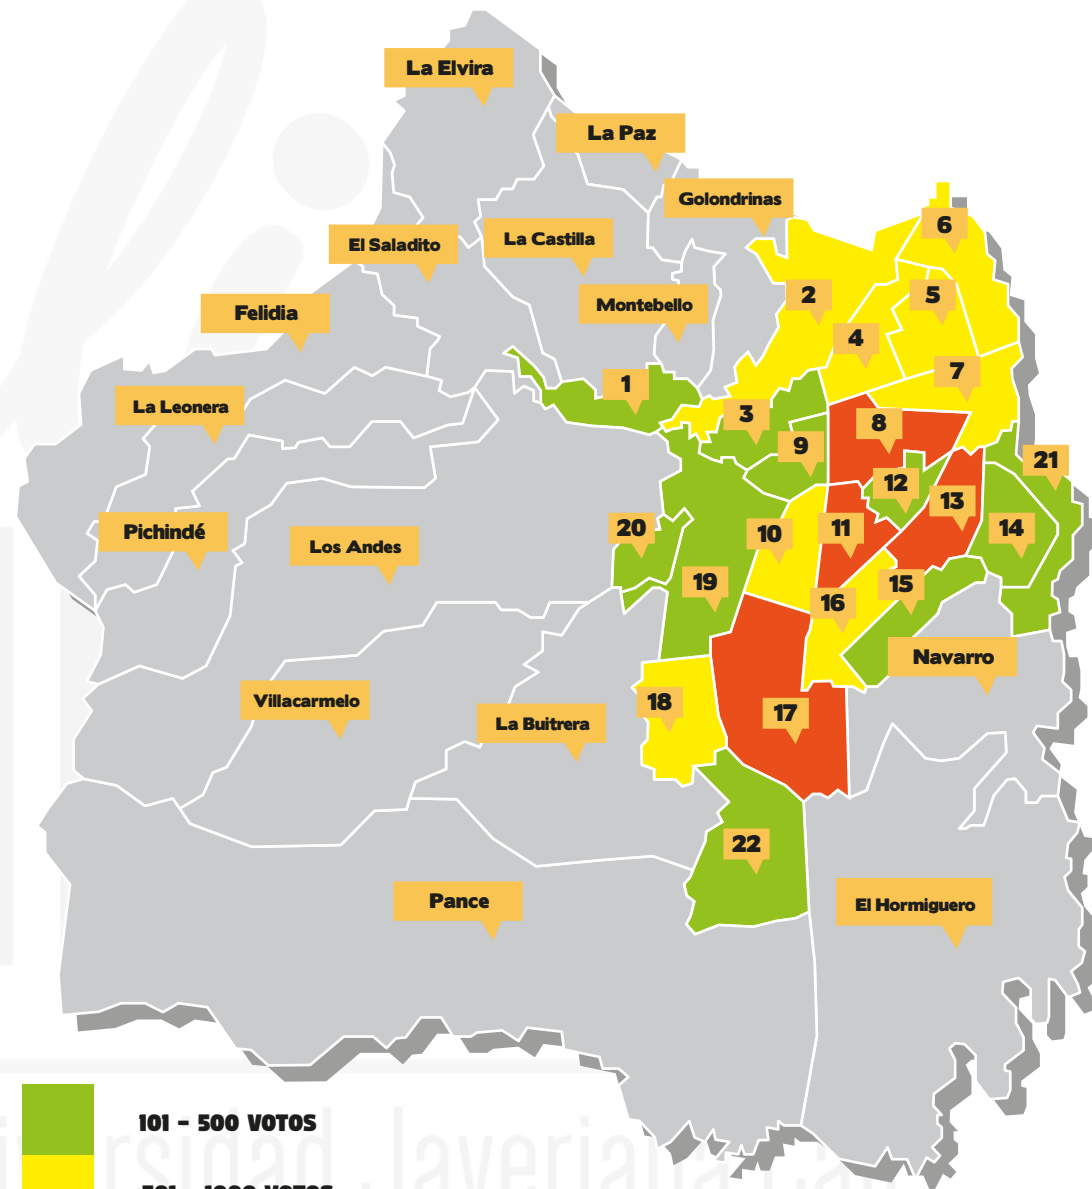 La Elvira
La Paz
Golondrinas
6
El Saladito
La Castilla
2
5
Felidia
Montebello
4
7
1
La Leonera
3
8
9
21
12
13
Pichindé
Los Andes
20
10
11
14
19
15
16
Navarro
Villacarmelo
La Buitrera
18
17
22
Pance
El Hormiguero
101 - 500 VOTOS
Javeriana